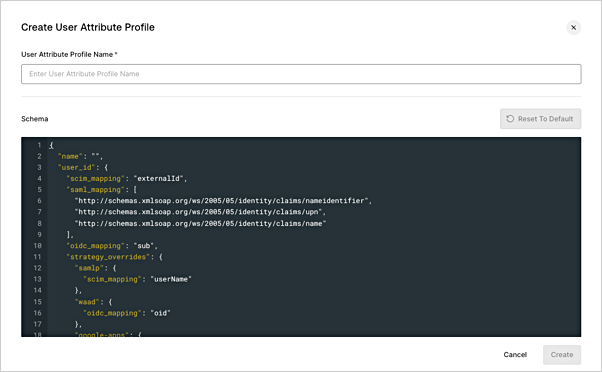 Create User Attribute Profile
User Attribute Profile Name *
Enter User Attribute Profile Name
Schema
Reset To Default
1 {
2 "name": "",
3 "user_id": {
4 "scim_mapping": "externalId",
5 "saml_mapping": [
6 "http://schemas.xmlsoap.org/ws/2005/05/identity/claims/nameidentifier",
7 "http://schemas.xmlsoap.org/ws/2005/05/identity/claims/upn",
8 "http://schemas.xmlsoap.org/ws/2005/05/identity/claims/name"
9 ],
10 "oidc_mapping": "sub",
11 "strategy_overrides": {
12 "samlp": {
13 "scim_mapping": "userName"
14 },
15 "waad": {
16 "oidc_mapping": "oid"
17 },
18 "google-apps": {
Cancel
Create